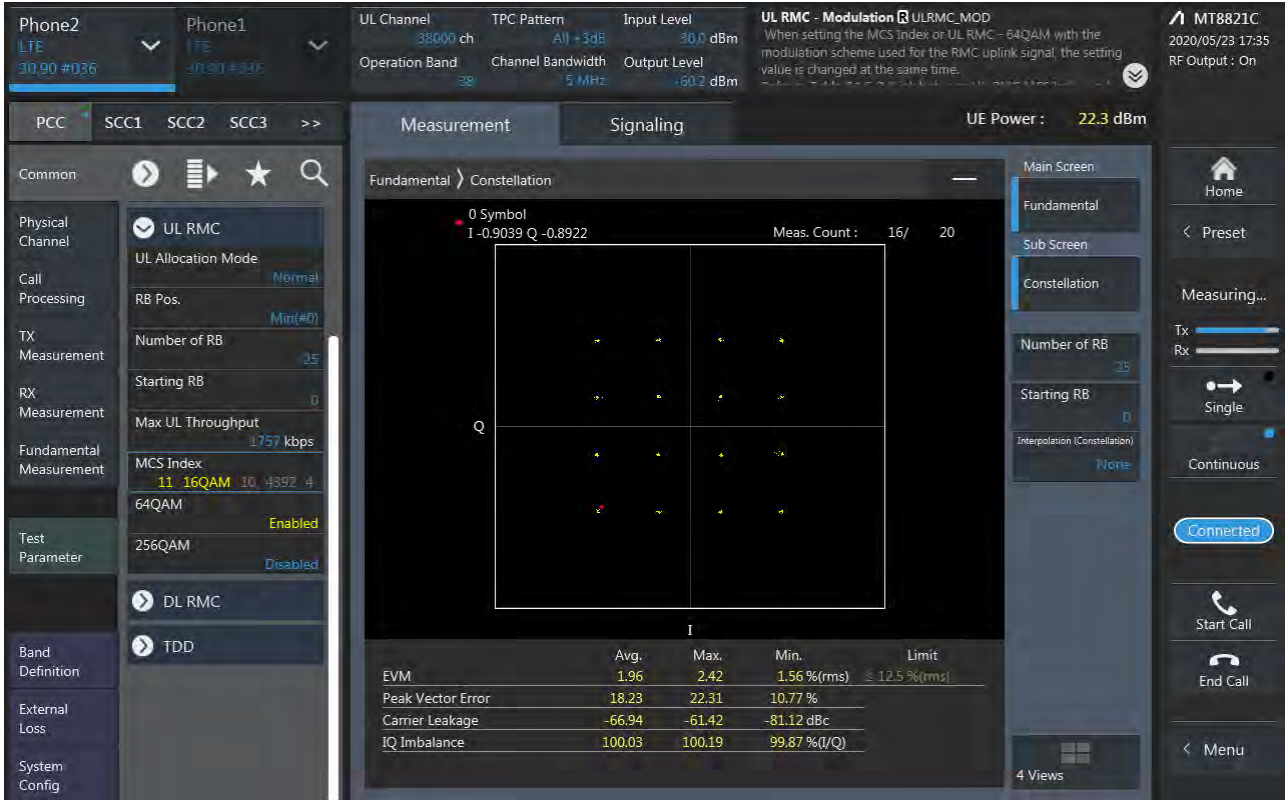 Phone2
LTE
30.90 #036
Phone1
LTE
30.90 #036
UL Channel
38000 ch
Operation Band
38
TPC Pattern
All +3dB
Channel Bandwidth
5 MHz
Input Level
30.0 dBm
Output Level
-60.2 dBm
UL RMC - Modulation R ULRMC_MOD
When setting the MCS Index or UL RMC - 64QAM with the
modulation scheme used for the RMC uplink signal, the setting
value is changed at the same time.
MT8821C
2020/05/23 17:35
RF Output : On
PCC SCC1 SCC2 SCC3 >>
Measurement
Signaling
UE Power : 22.3 dBm
Common
Physical
Channel
Call
Processing
TX
Measurement
RX
Measurement
Fundamental
Measurement
Test
Parameter
Band
Definition
External
Loss
System
Config
UL RMC
UL Allocation Mode
Normal
RB Pos.
Min(#0)
Number of RB
25
Starting RB
0
Max UL Throughput
1757 kbps
MCS Index
11 16QAM 10 4392 4
64QAM
Enabled
256QAM
Disabled
DL RMC
TDD
Fundamental 〉 Constellation
0 Symbol
I -0.9039 Q -0.8922
Meas. Count : 16/ 20
Q
I
Avg. Max. Min. Limit
EVM 1.96 2.42 1.56 %(rms) ≦ 12.5 %(rms)
Peak Vector Error 18.23 22.31 10.77 %
Carrier Leakage -66.94 -61.42 -81.12 dBc
IQ Imbalance 100.03 100.19 99.87 %(I/Q)
Main Screen
Fundamental
Sub Screen
Constellation
Number of RB
25
Starting RB
0
Interpolation (Constellation)
None
4 Views
Home
< Preset
Measuring...
Tx
Rx
Single
Continuous
Connected
Start Call
End Call
< Menu